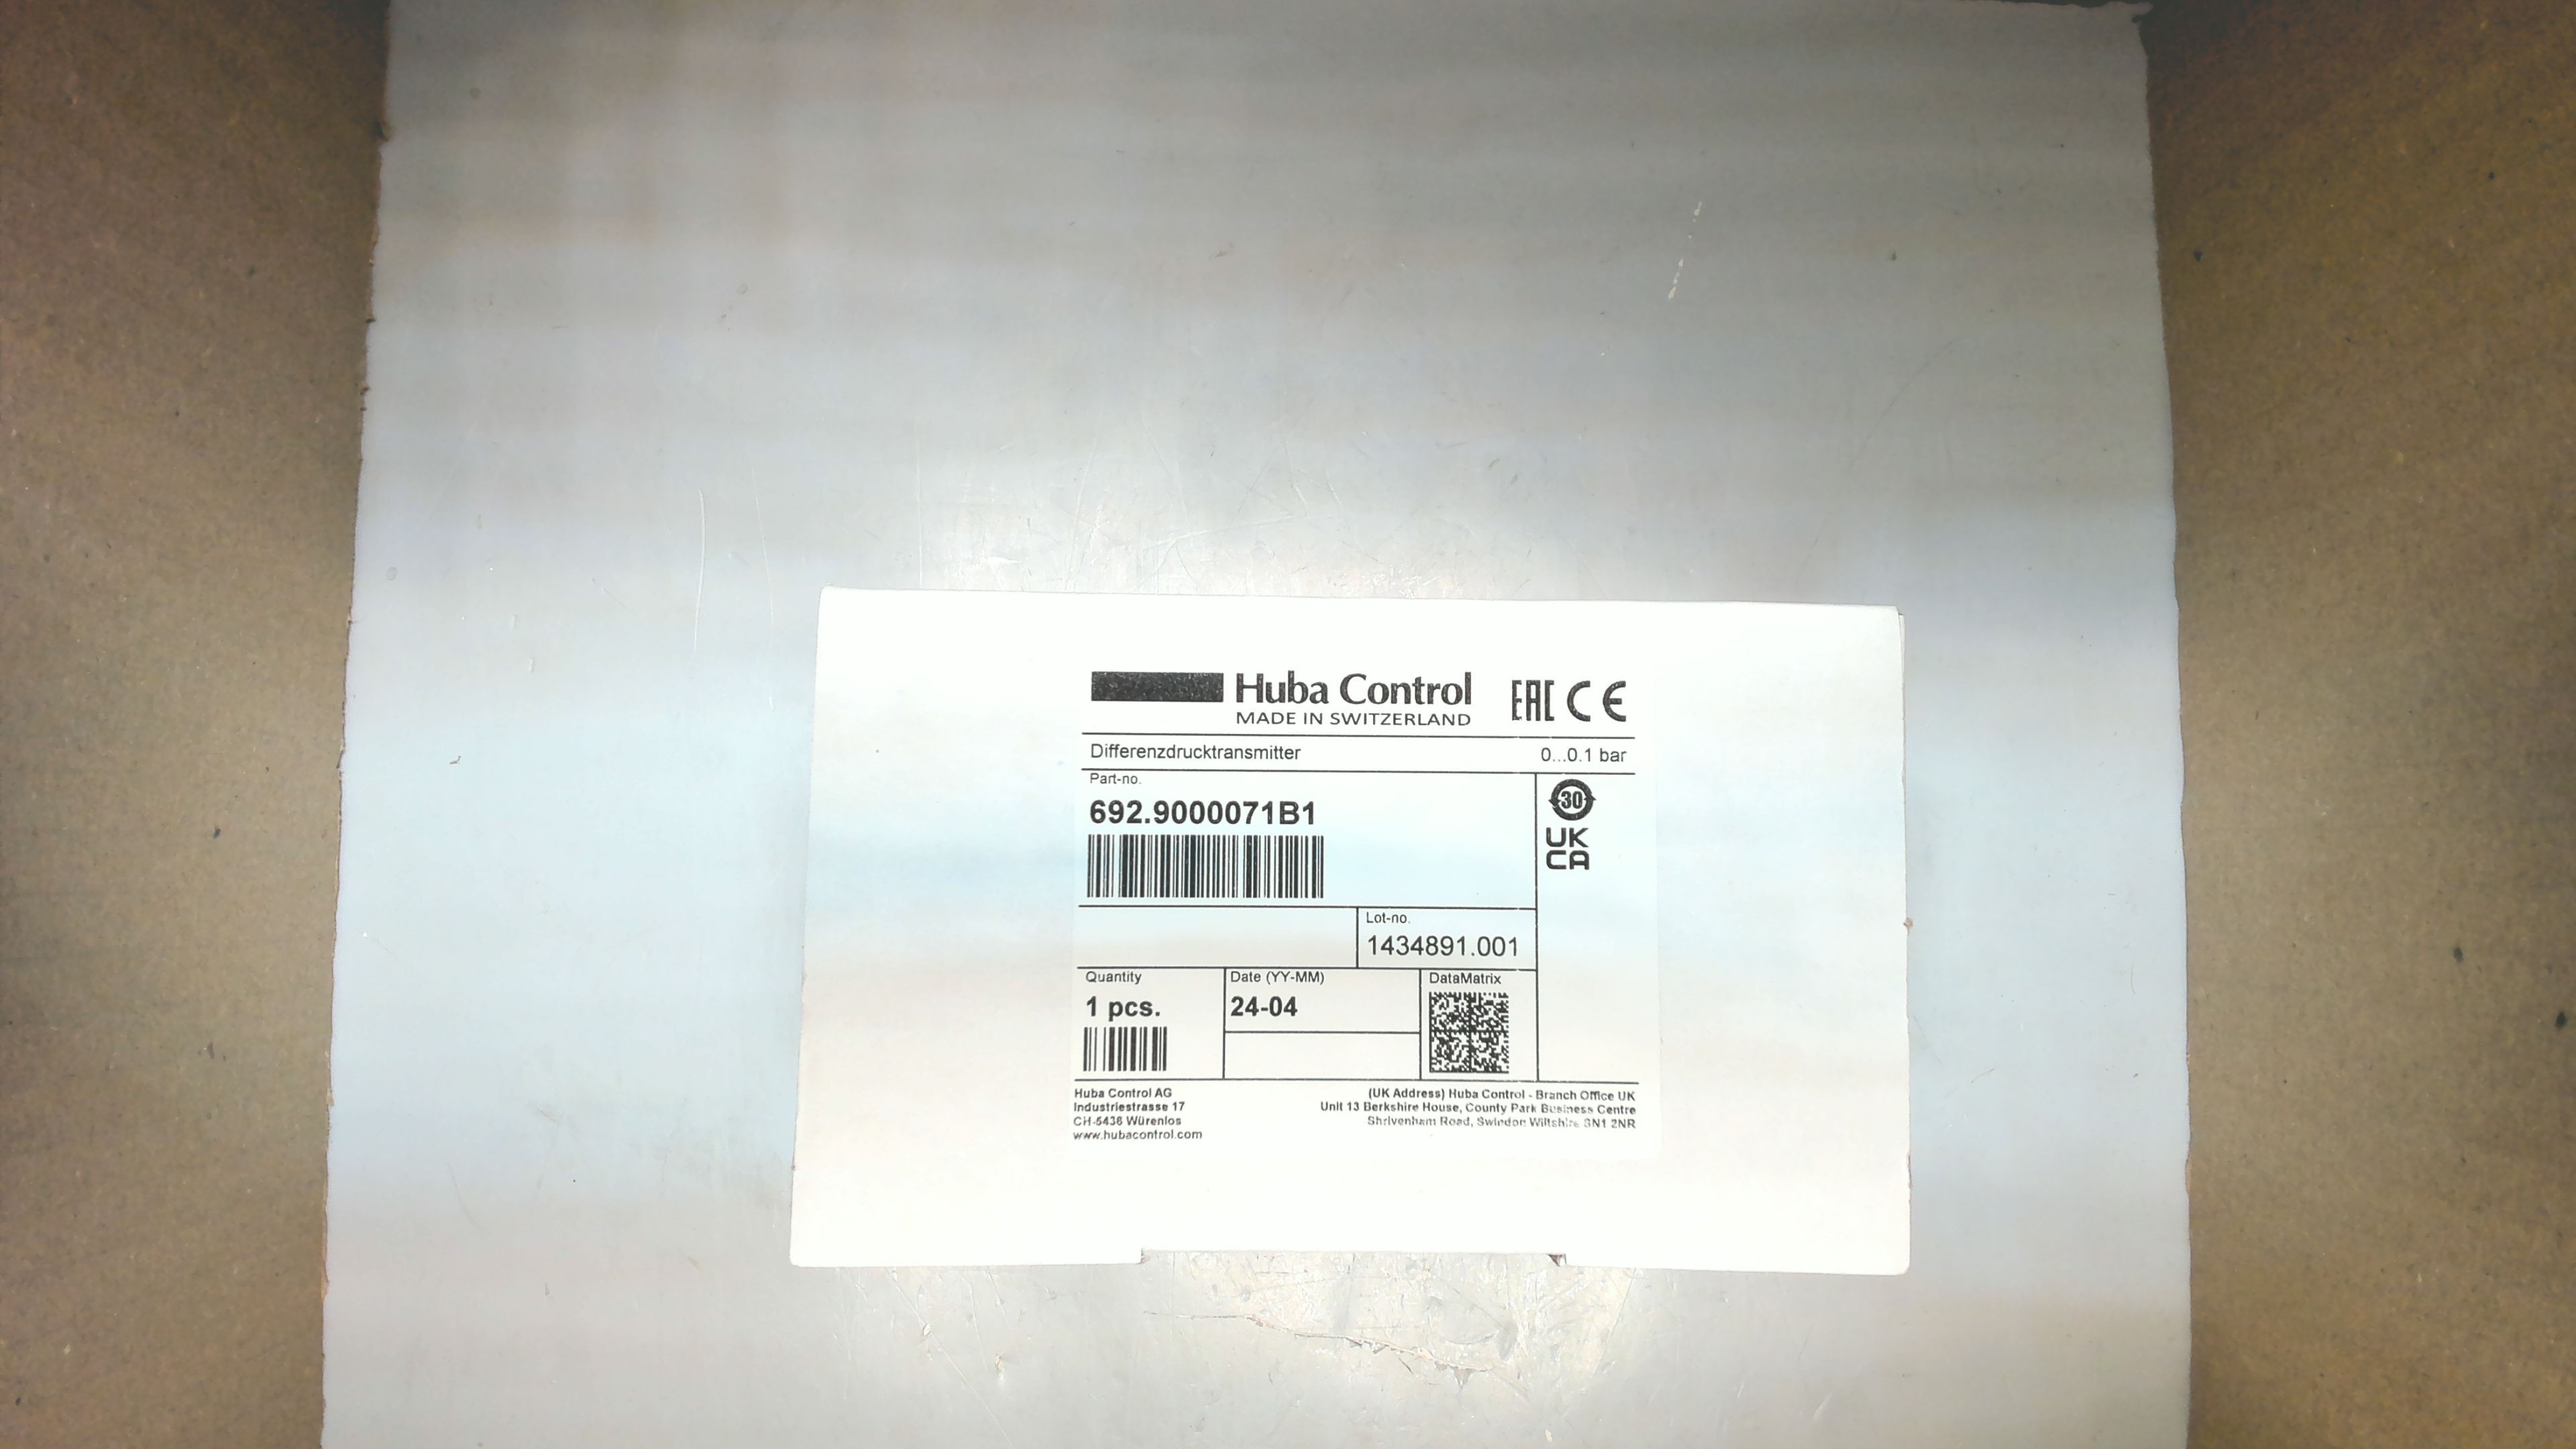 Huba Control
MADE IN SWITZERLAND
EAC CE
Differenzdrucktransmitter 0...0.1 bar
Part-no.
692.9000071B1
30
UK
CA
Lot-no.
1434891.001
Quantity
1 pcs.
Date (YY-MM)
24-04
DataMatrix
Huba Control AG
Industriestrasse 17
CH-5436 Würenlos
www.hubacontrol.com
(UK Address) Huba Control - Branch Office UK
Unit 13 Berkshire House, County Park Business Centre
Shrivenham Road, Swindon Wiltshire SN1 2NR